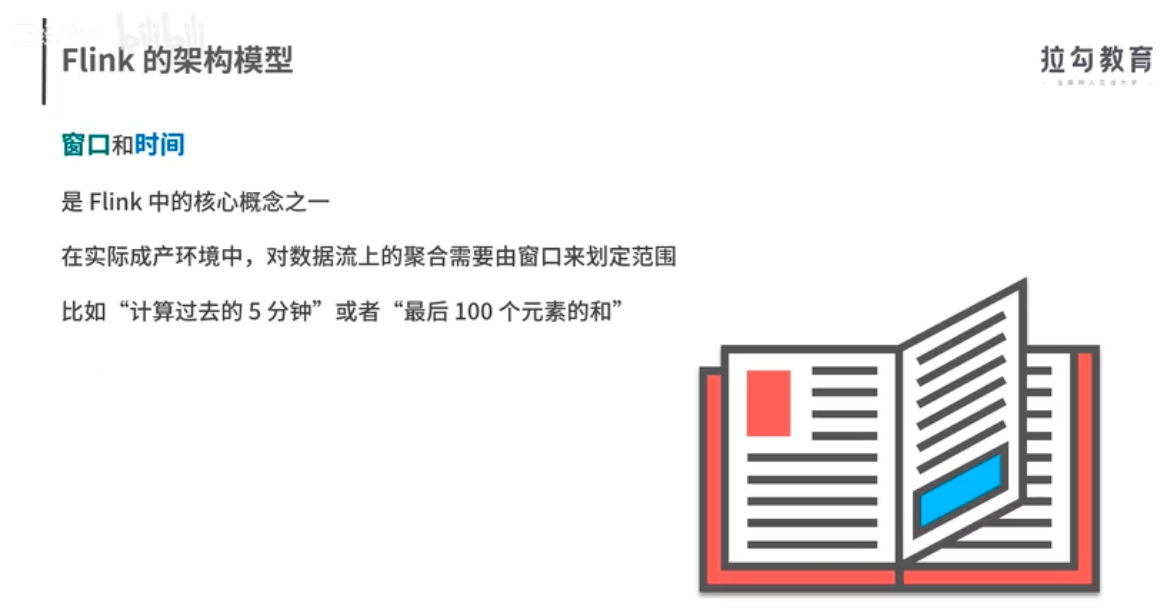 bilibili
Flink 的架构模型
拉勾教育
窗口和时间
是 Flink 中的核心概念之一
在实际成产环境中，对数据流上的聚合需要由窗口来划定范围
比如“计算过去的 5 分钟”或者“最后 100 个元素的和”